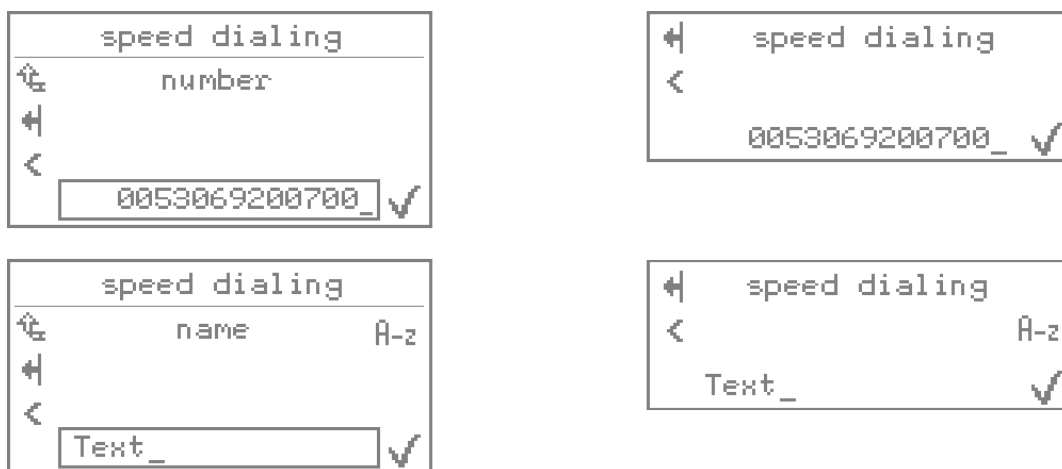 speed dialing
number
0053069200700_
speed dialing
0053069200700_
speed dialing
name A-z
Text_
speed dialing
A-z
Text_